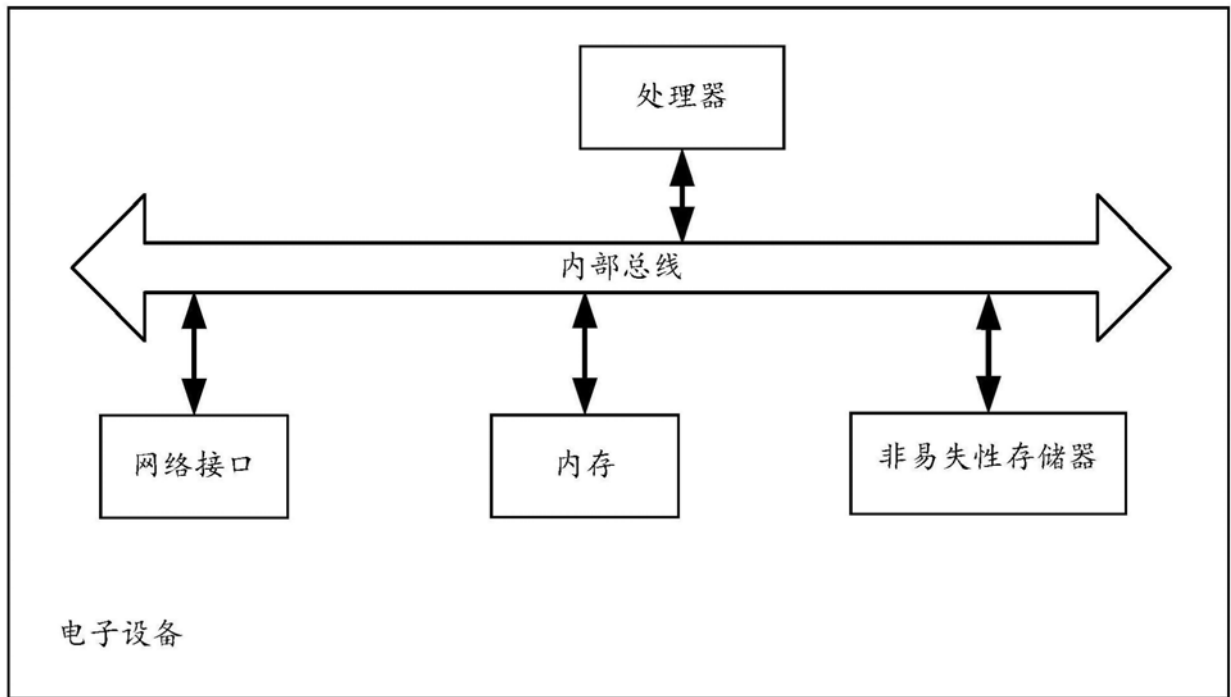 处理器
内部总线
网络接口
内存
非易失性存储器
电子设备